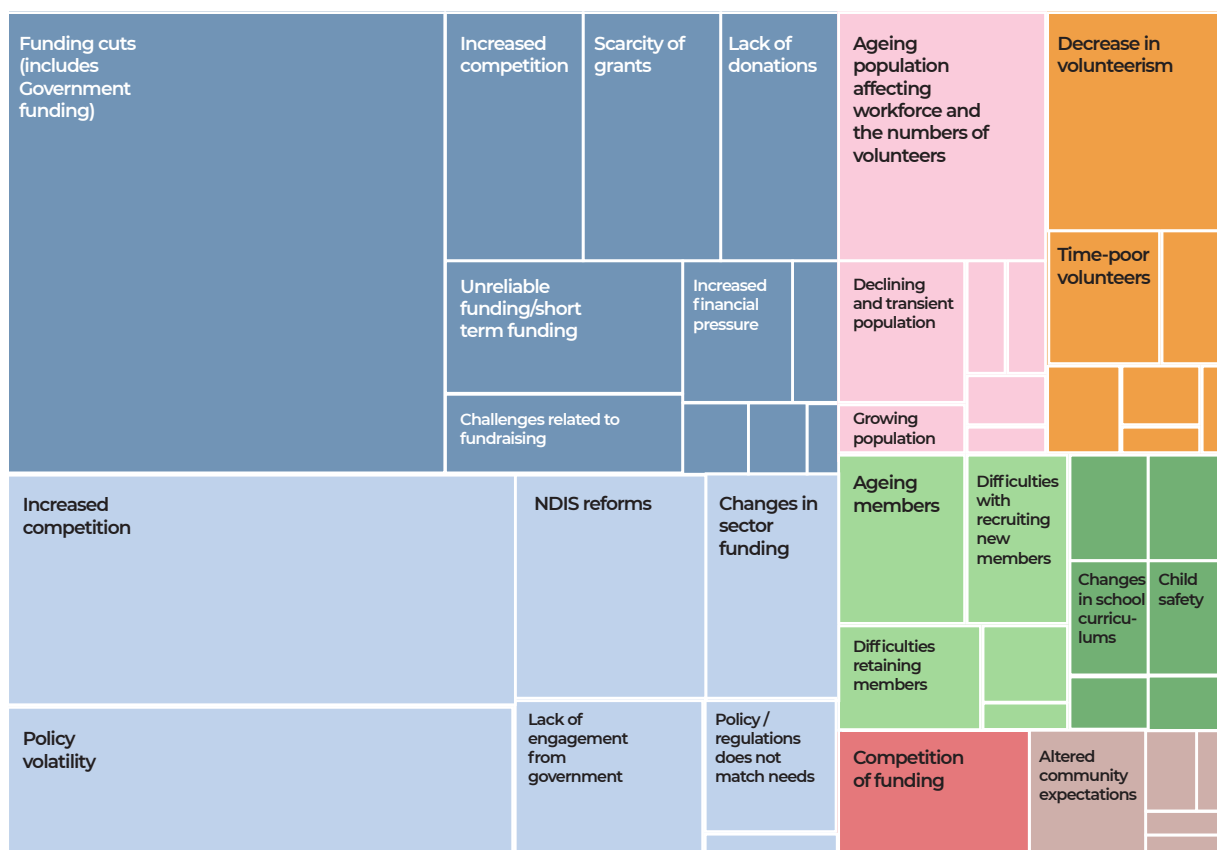 Funding cuts
(includes
Government
funding)
Increased
competition
Scarcity of
grants
Lack of
donations
Unreliable
funding/short
term funding
Increased
financial
pressure
Challenges related to
fundraising
Ageing
population
affecting
workforce and
the numbers of
volunteers
Declining
and transient
population
Growing
population
Decrease in
volunteerism
Time-poor
volunteers
Increased
competition
NDIS reforms
Changes in
sector
funding
Policy
volatility
Lack of
engagement
from
government
Policy /
regulations
does not
match needs
Ageing
members
Difficulties
with
recruiting
new
members
Difficulties
retaining
members
Changes
in school
curricu-
lums
Child
safety
Competition
of funding
Altered
community
expectations